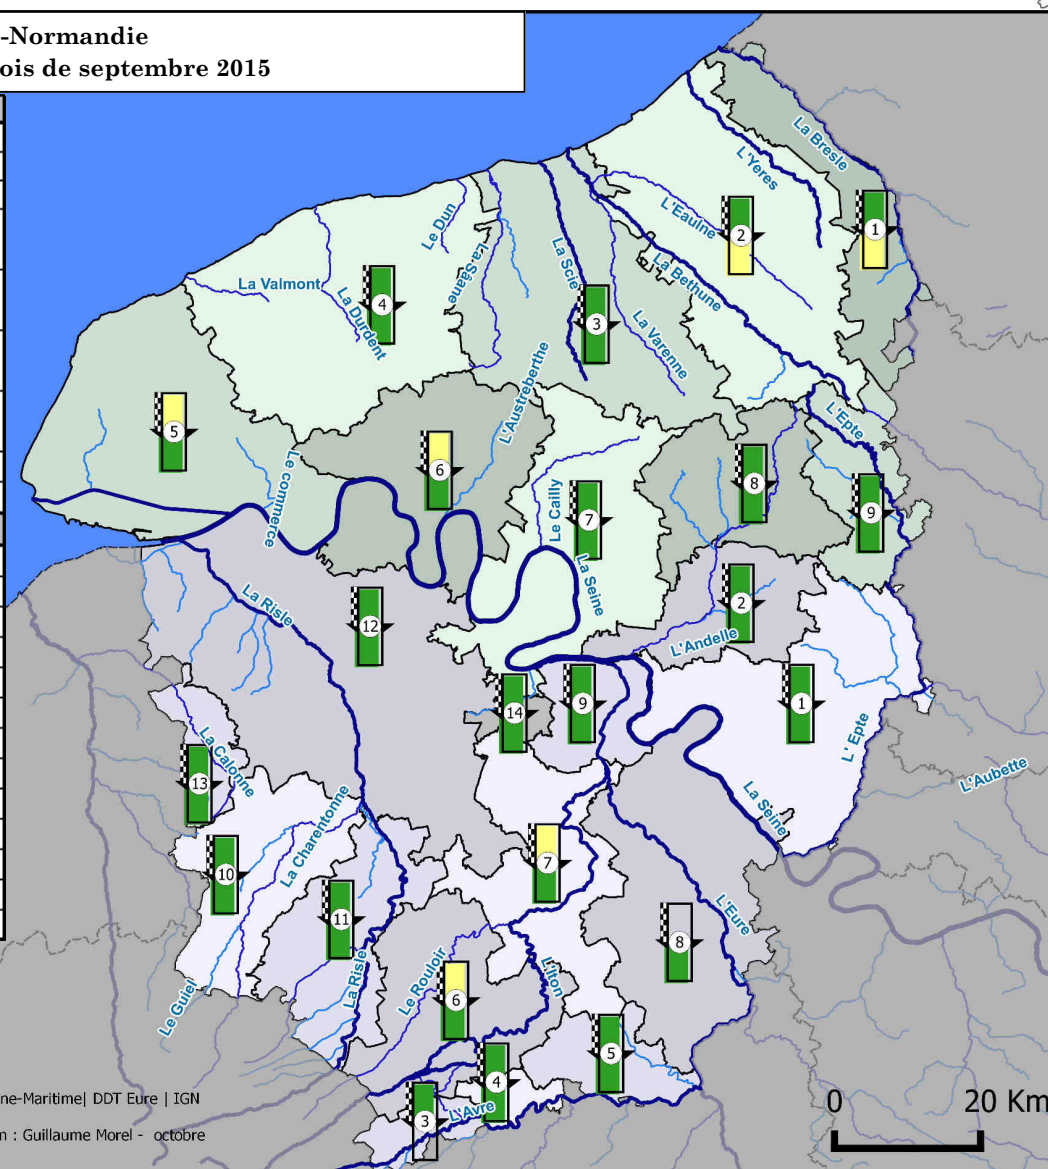 -Normandie
ois de septembre 2015
La Bresle
L'Yeres
1
2
L'Eaulne
Le Dun
La Saane
La Scie
La Bethune
La Valmont
4
La Durdent
3
La Varenne
L'Austreberthe
5
6
L'Epte
Le commerce
Le Cailly
7
8
9
La Seine
La Risle
12
2
L'Andelle
14
9
1
L' Epte
La Calonne
13
L'Aubette
La Seine
La Charentonne
7
10
11
L'Eure
8
Le Rouloir
L'Iton
La Risle
6
Le Guiel
5
4
L'Avre
3
ne-Maritime| DDT Eure | IGN
n : Guillaume Morel - octobre
0 20 Km